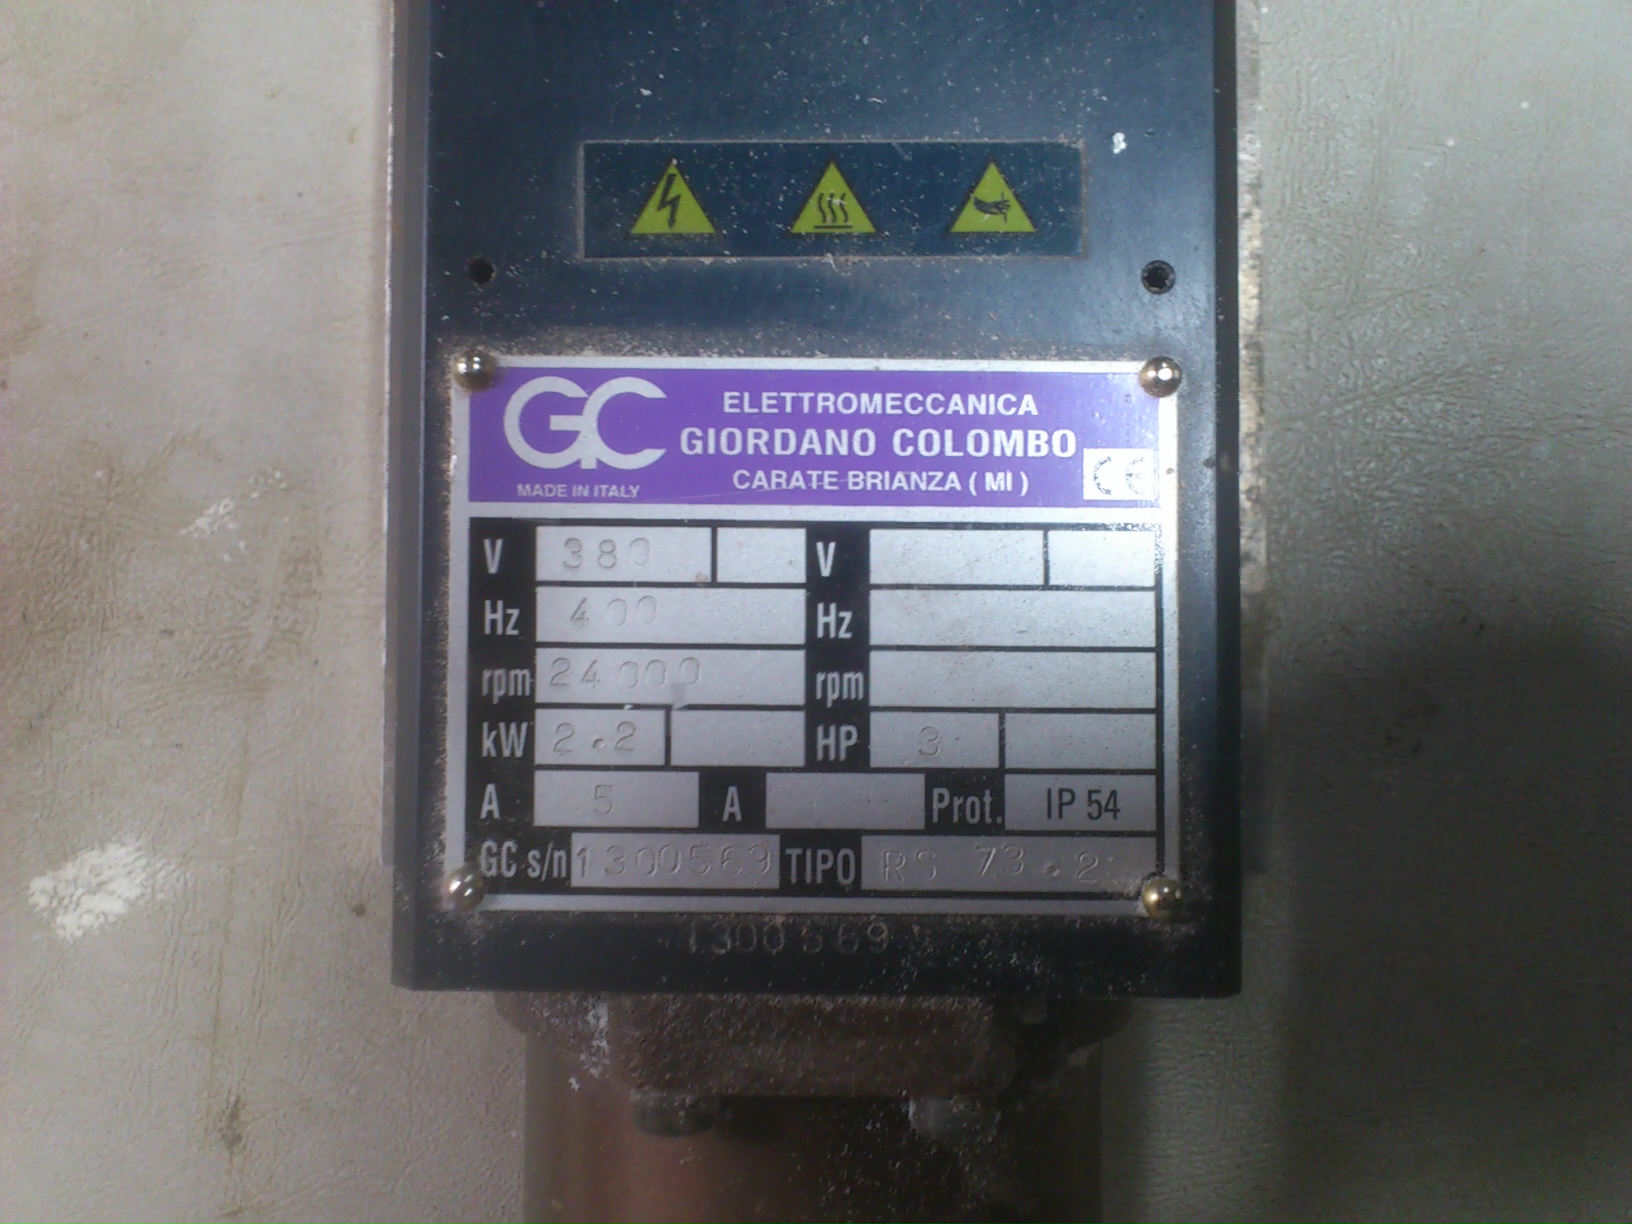 GC
ELETTROMECCANICA
GIORDANO COLOMBO
CARATE BRIANZA ( MI )
MADE IN ITALY
CE
V 380 V
Hz 400 Hz
rpm 24000 rpm
kW 2.2 HP 3
A 5 A Prot. IP 54
GC s/n 1300569 TIPO RS 73.2
1300569